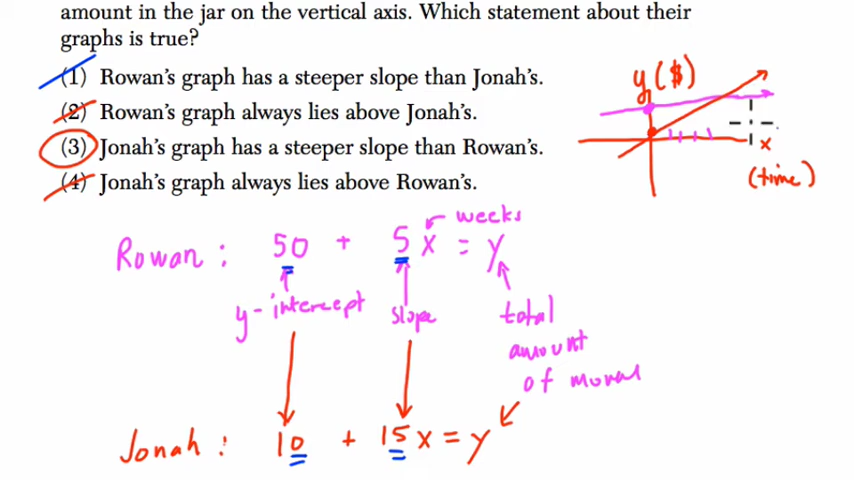 amount in the jar on the vertical axis. Which statement about their
graphs is true?
(1) Rowan's graph has a steeper slope than Jonah's.
(2) Rowan's graph always lies above Jonah's.
(3) Jonah's graph has a steeper slope than Rowan's.
(4) Jonah's graph always lies above Rowan's.
y ($)
x
(time)
weeks
Rowan: 50 + 5x = y
y-intercept slope total
amount
of
Jonah: 10 + 15x = y